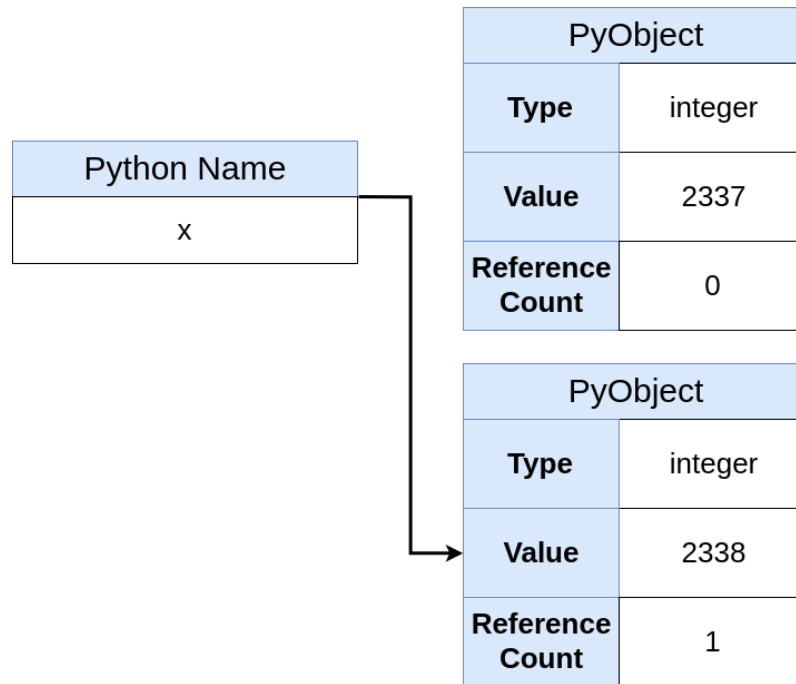 Python Name
x
PyObject
Type integer
Value 2337
Reference
Count 0
PyObject
Type integer
Value 2338
Reference
Count 1